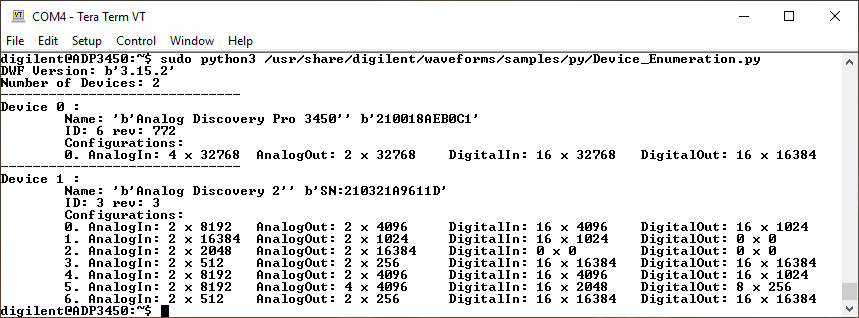 COM4 - Tera Term VT
File Edit Setup Control Window Help
digilent@ADP3450:~$ sudo python3 /usr/share/digilent/waveforms/samples/py/Device_Enumeration.py
DWF Version: b'3.15.2'
Number of Devices: 2
------------------------------
Device 0 :
        Name: 'b'Analog Discovery Pro 3450'' b'210018AEB0C1'
        ID: 6 rev: 772
        Configurations:
        0. AnalogIn: 4 x 32768  AnalogOut: 2 x 32768    DigitalIn: 16 x 32768   DigitalOut: 16 x 16384
------------------------------
Device 1 :
        Name: 'b'Analog Discovery 2'' b'SN:210321A9611D'
        ID: 3 rev: 3
        Configurations:
        0. AnalogIn: 2 x 8192   AnalogOut: 2 x 4096     DigitalIn: 16 x 4096    DigitalOut: 16 x 1024
        1. AnalogIn: 2 x 16384  AnalogOut: 2 x 1024     DigitalIn: 16 x 1024    DigitalOut: 0 x 0
        2. AnalogIn: 2 x 2048   AnalogOut: 2 x 16384    DigitalIn: 0 x 0        DigitalOut: 0 x 0
        3. AnalogIn: 2 x 512    AnalogOut: 2 x 256      DigitalIn: 16 x 16384   DigitalOut: 16 x 16384
        4. AnalogIn: 2 x 8192   AnalogOut: 2 x 4096     DigitalIn: 16 x 4096    DigitalOut: 16 x 1024
        5. AnalogIn: 2 x 8192   AnalogOut: 4 x 4096     DigitalIn: 16 x 2048    DigitalOut: 8 x 256
        6. AnalogIn: 2 x 512    AnalogOut: 2 x 256      DigitalIn: 16 x 16384   DigitalOut: 16 x 16384
digilent@ADP3450:~$